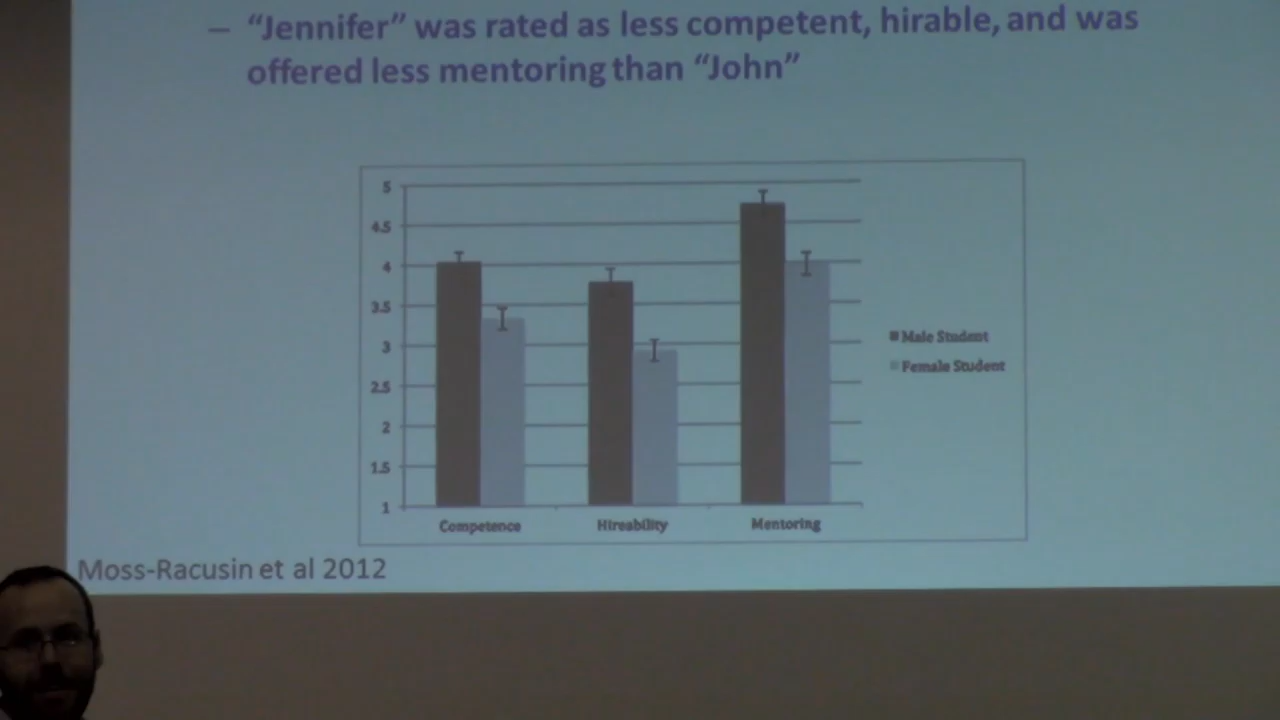 – “Jennifer” was rated as less competent, hirable, and was
offered less mentoring than “John”
5
4.5
4
3.5
3
2.5
2
1.5
1
Competence Hireability Mentoring
Male Student
Female Student
Moss-Racusin et al 2012